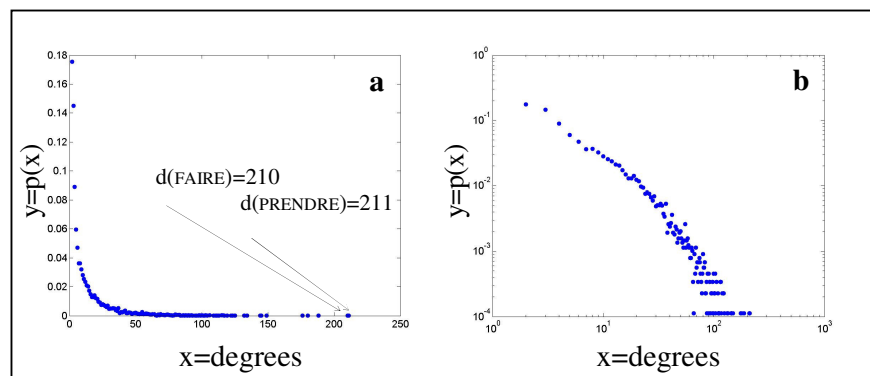 a
0.18
0.16
0.14
0.12
0.1
0.08
0.06
0.04
0.02
0
y=p(x)
d(FAIRE)=210
d(PRENDRE)=211
0 50 100 150 200 250
x=degrees
b
10^0
10^-1
10^-2
10^-3
10^-4
y=p(x)
10^0 10^1 10^2 10^3
x=degrees